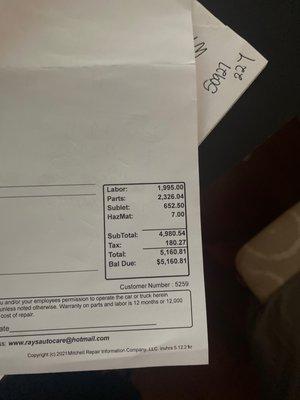 50927
224
Labor: 1,995.00
Parts: 2,326.04
Sublet: 652.50
HazMat: 7.00
SubTotal: 4,980.54
Tax: 180.27
Total: 5,160.81
Bal Due: $5,160.81
Customer Number : 5259
u and/or your employees permission to operate the car or truck herein
unless noted otherwise. Warranty on parts and labor is 12 months or 12,000
cost of repair.
ate
ss: www.raysautocare@hotmail.com
Copyright (c) 2021 Mitchell Repair Information Company, LLC